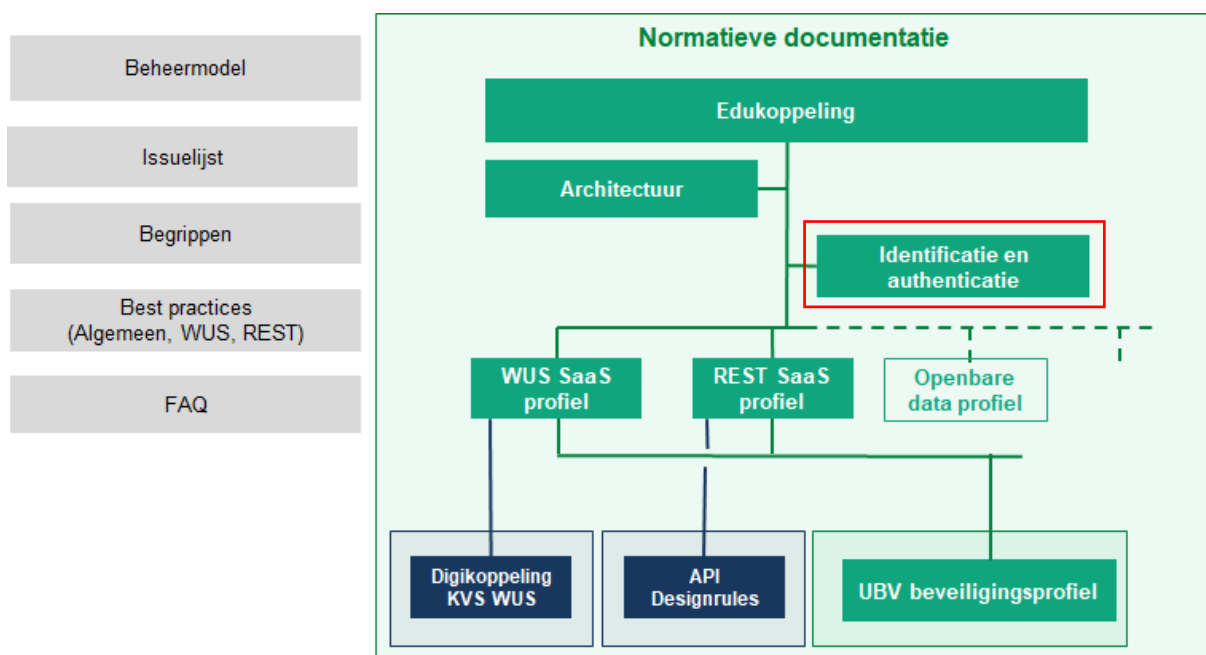 Beheermodel
Issuelijst
Begrippen
Best practices
(Algemeen, WUS, REST)
FAQ
Normatieve documentatie
Edukoppeling
Architectuur
Identificatie en
authenticatie
WUS SaaS
profiel
REST SaaS
profiel
Openbare
data profiel
Digikoppeling
KVS WUS
API
Designrules
UBV beveiligingsprofiel